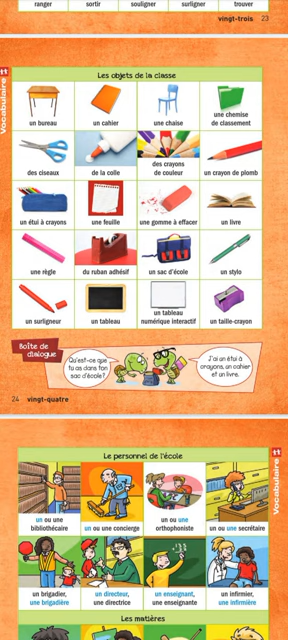 ranger sortir souligner surligner trouver
vingt-trois 23
Vocabulaire
Les objets de la classe
un bureau
un cahier
une chaise
une chemise
de classement
des ciseaux
de la colle
des crayons
de couleur
un crayon de plomb
un étui à crayons
une feuille
une gomme à effacer
un livre
une règle
du ruban adhésif
un sac d'école
un stylo
un surligneur
un tableau
un tableau
numérique interactif
un taille-crayon
Boîte de
dialogue
Qu'est-ce que
tu as dans ton
sac d'école?
J'ai un étui à
crayons, un cahier
et un livre.
24 vingt-quatre
Vocabulaire
Le personnel de l'école
un ou une
bibliothécaire
un ou une concierge
un ou une
orthophoniste
un ou une secrétaire
un brigadier,
une brigadière
un directeur,
une directrice
un enseignant,
une enseignante
un infirmier,
une infirmière
Les matières